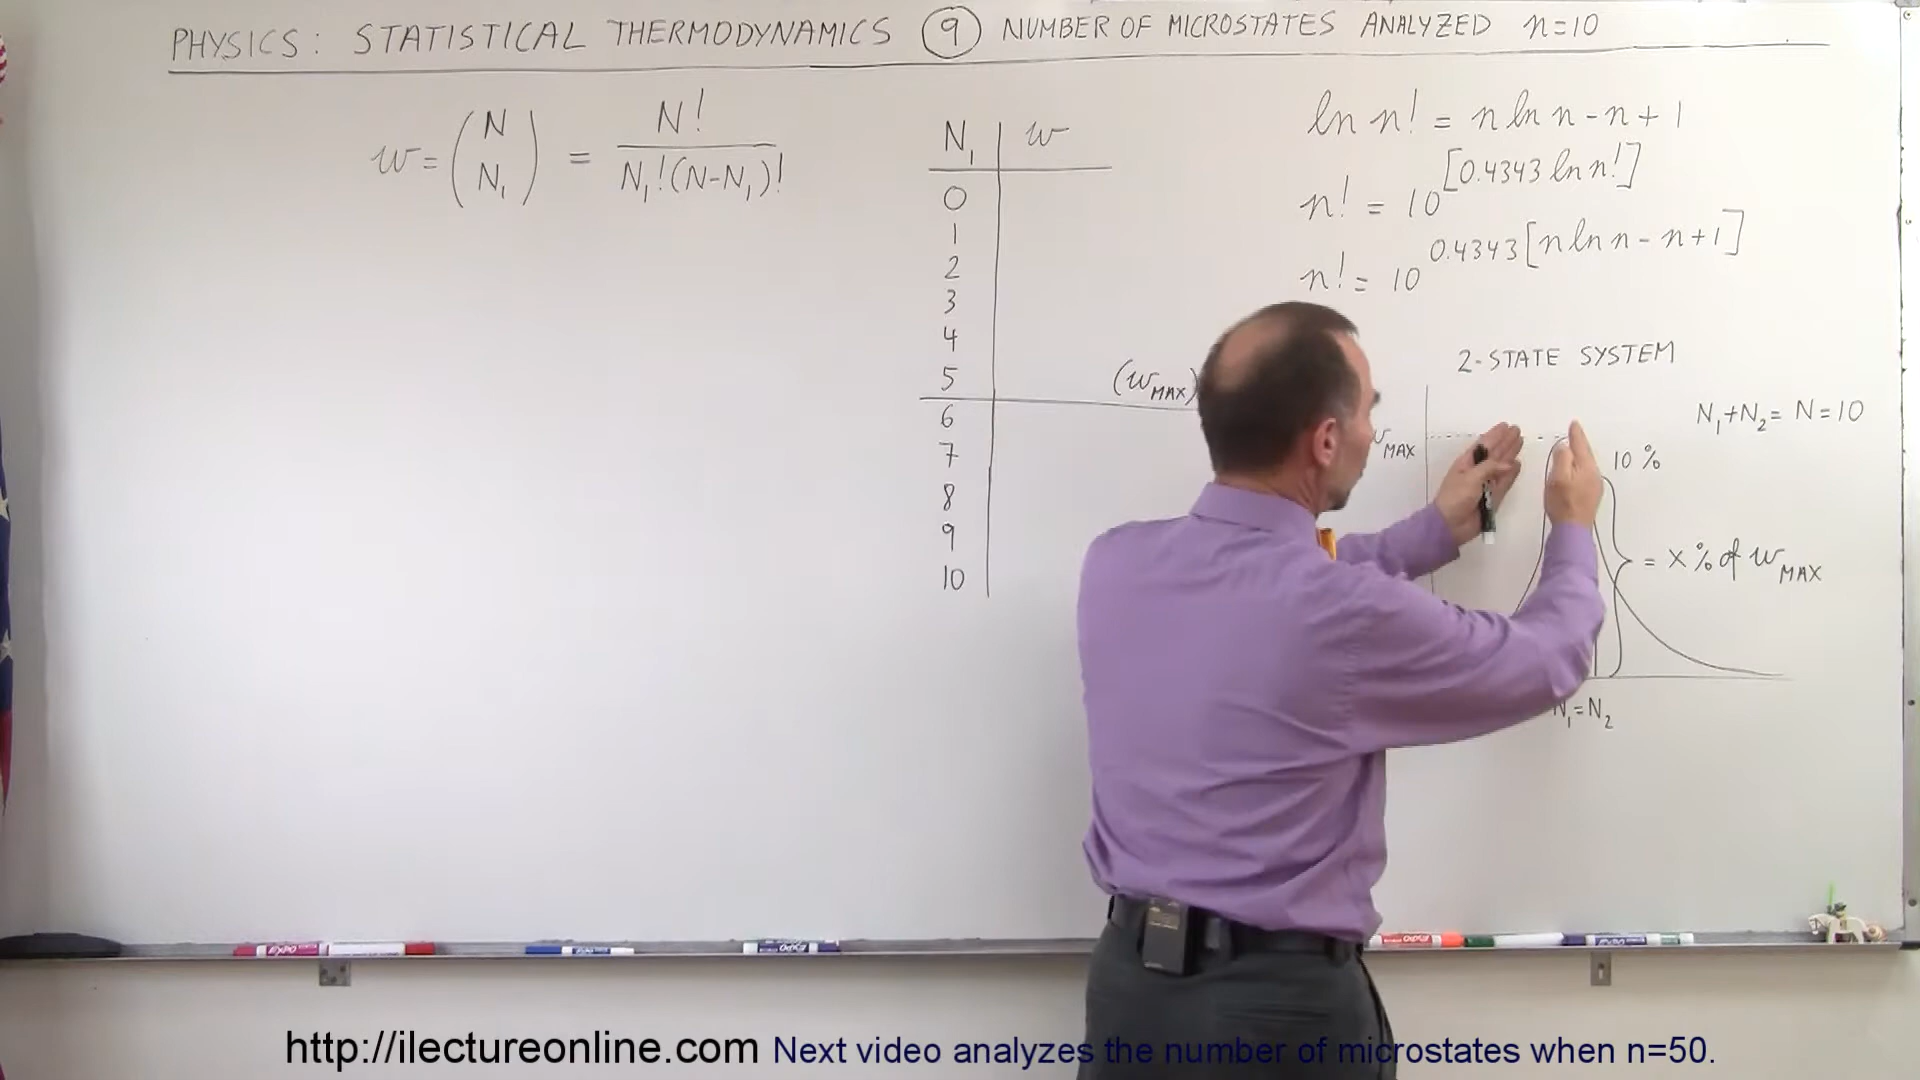 PHYSICS: STATISTICAL THERMODYNAMICS 9 NUMBER OF MICROSTATES ANALYZED n=10
w = (N N₁) = N! / N₁!(N-N₁)!
N₁ | w
0
1
2
3
4
5 (w MAX)
6
7
8
9
10
ln n! = n ln n - n + 1
n! = 10^[0.4343 ln n!]
n! = 10^0.4343[n ln n - n + 1]
2-STATE SYSTEM
N₁+N₂= N=10
MAX
10 %
= X % of w MAX
N₁=N₂
http://ilectureonline.com Next video analyzes the number of microstates when n=50.